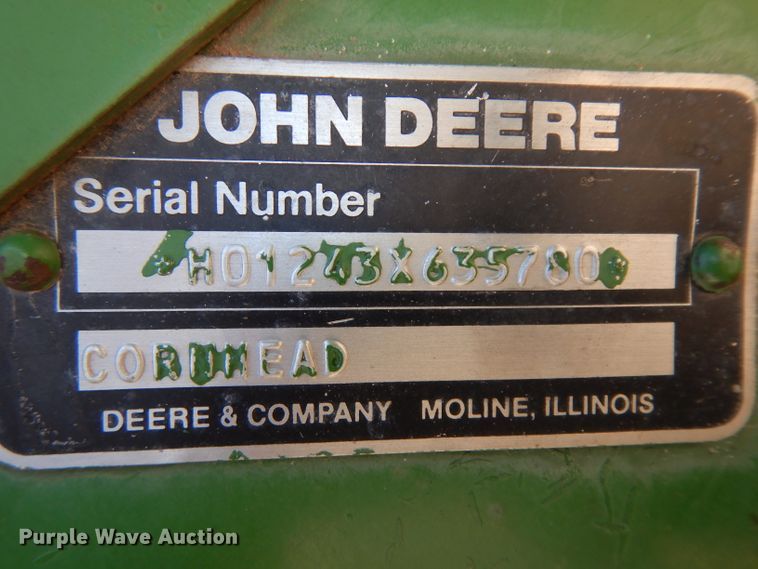 JOHN DEERE
Serial Number
*H01243X635780*
CORNHEAD
DEERE & COMPANY MOLINE, ILLINOIS
Purple Wave Auction